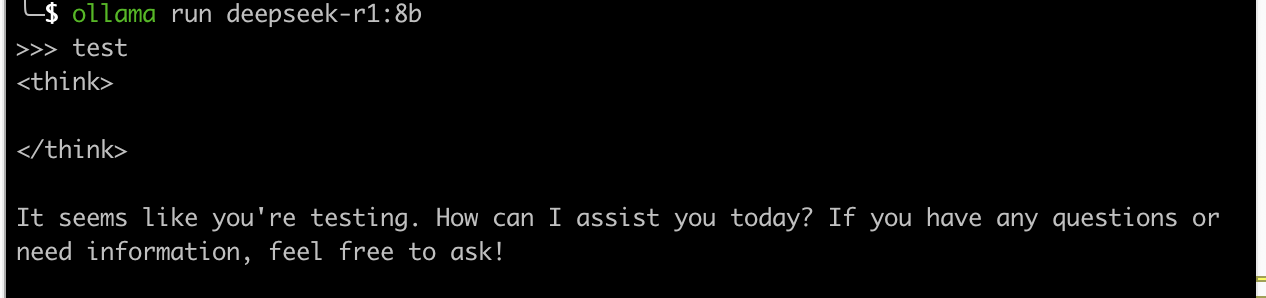 ╰─$ ollama run deepseek-r1:8b
>>> test
<think>

</think>

It seems like you're testing. How can I assist you today? If you have any questions or
need information, feel free to ask!